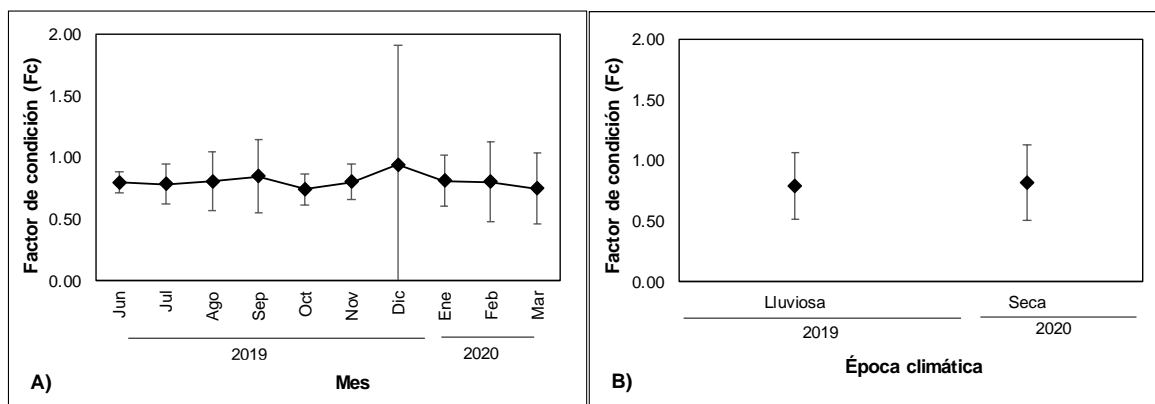 Factor de condición (Fc)
2.00
1.50
1.00
0.50
0.00
Jun
Jul
Ago
Sep
Oct
Nov
Dic
Ene
Feb
Mar
2019
2020
A)
Mes
Factor de condición (Fc)
2.00
1.50
1.00
0.50
0.00
Lluviosa
Seca
2019
2020
B)
Época climática